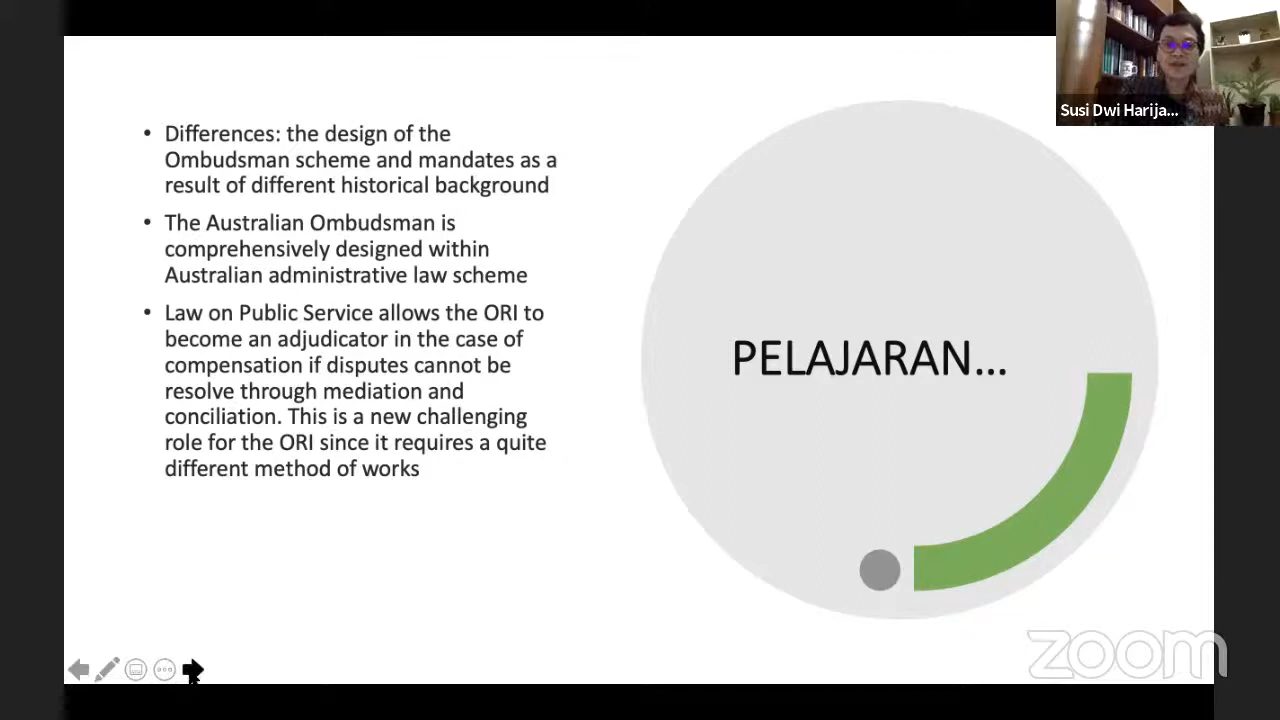 Susi Dwi Harija...
• Differences: the design of the
Ombudsman scheme and mandates as a
result of different historical background
• The Australian Ombudsman is
comprehensively designed within
Australian administrative law scheme
• Law on Public Service allows the ORI to
become an adjudicator in the case of
compensation if disputes cannot be
resolve through mediation and
conciliation. This is a new challenging
role for the ORI since it requires a quite
different method of works
PELAJARAN...
zoom